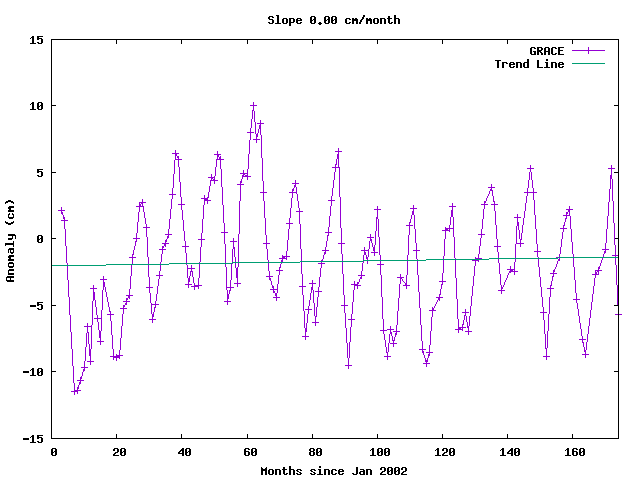 Slope 0.00 cm/month
GRACE
Trend Line
15
10
5
0
-5
-10
-15
Anomaly (cm)
0 20 40 60 80 100 120 140 160
Months since Jan 2002